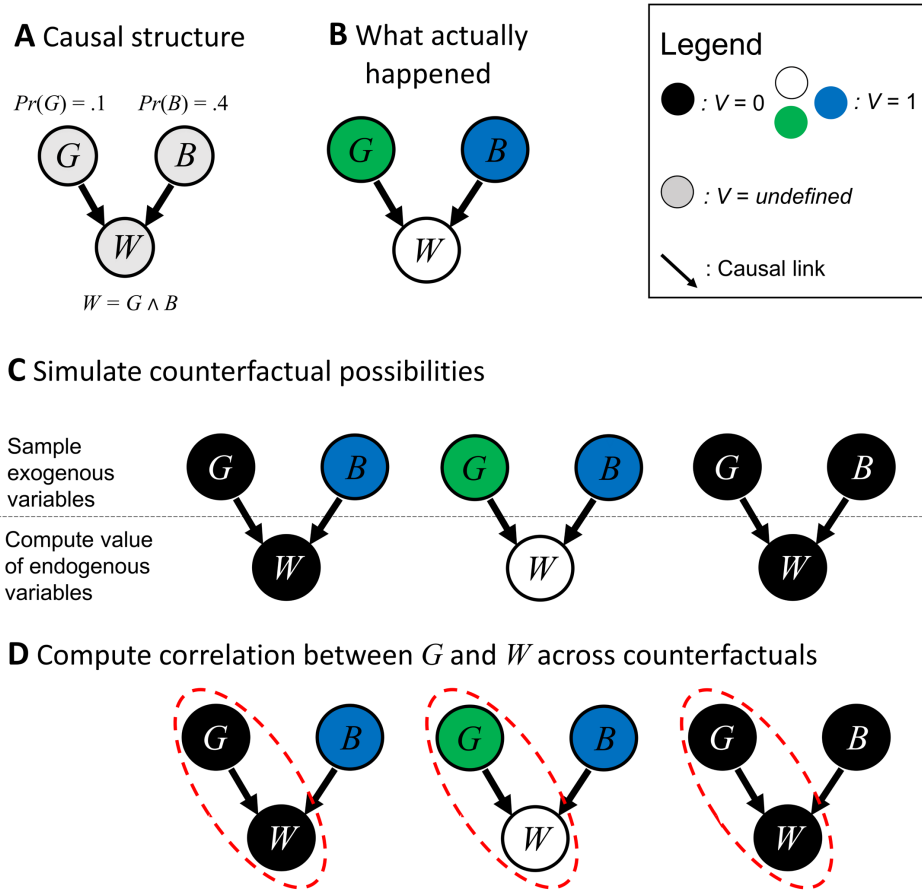 A Causal structure
Pr(G) = .1 Pr(B) = .4
G B
W
W = G ∧ B
B What actually
happened
G B
W
Legend
: V = 0 : V = 1
: V = undefined
: Causal link
C Simulate counterfactual possibilities
Sample
exogenous
variables
G B G B G B
Compute value
of endogenous
variables
W W W
D Compute correlation between G and W across counterfactuals
G B G B G B
W W W